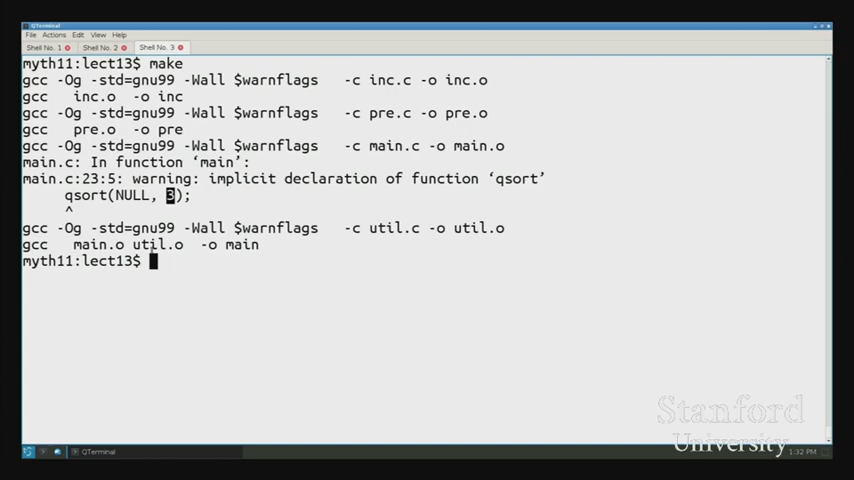 QTerminal
File Actions Edit View Help
Shell No. 1 Shell No. 2 Shell No. 3
myth11:lect13$ make
gcc -Og -std=gnu99 -Wall $warnflags -c inc.c -o inc.o
gcc inc.o -o inc
gcc -Og -std=gnu99 -Wall $warnflags -c pre.c -o pre.o
gcc pre.o -o pre
gcc -Og -std=gnu99 -Wall $warnflags -c main.c -o main.o
main.c: In function ‘main’:
main.c:23:5: warning: implicit declaration of function ‘qsort’
qsort(NULL, 3);
^
gcc -Og -std=gnu99 -Wall $warnflags -c util.c -o util.o
gcc main.o util.o -o main
myth11:lect13$
Stanford
University
QTerminal
1:32 PM